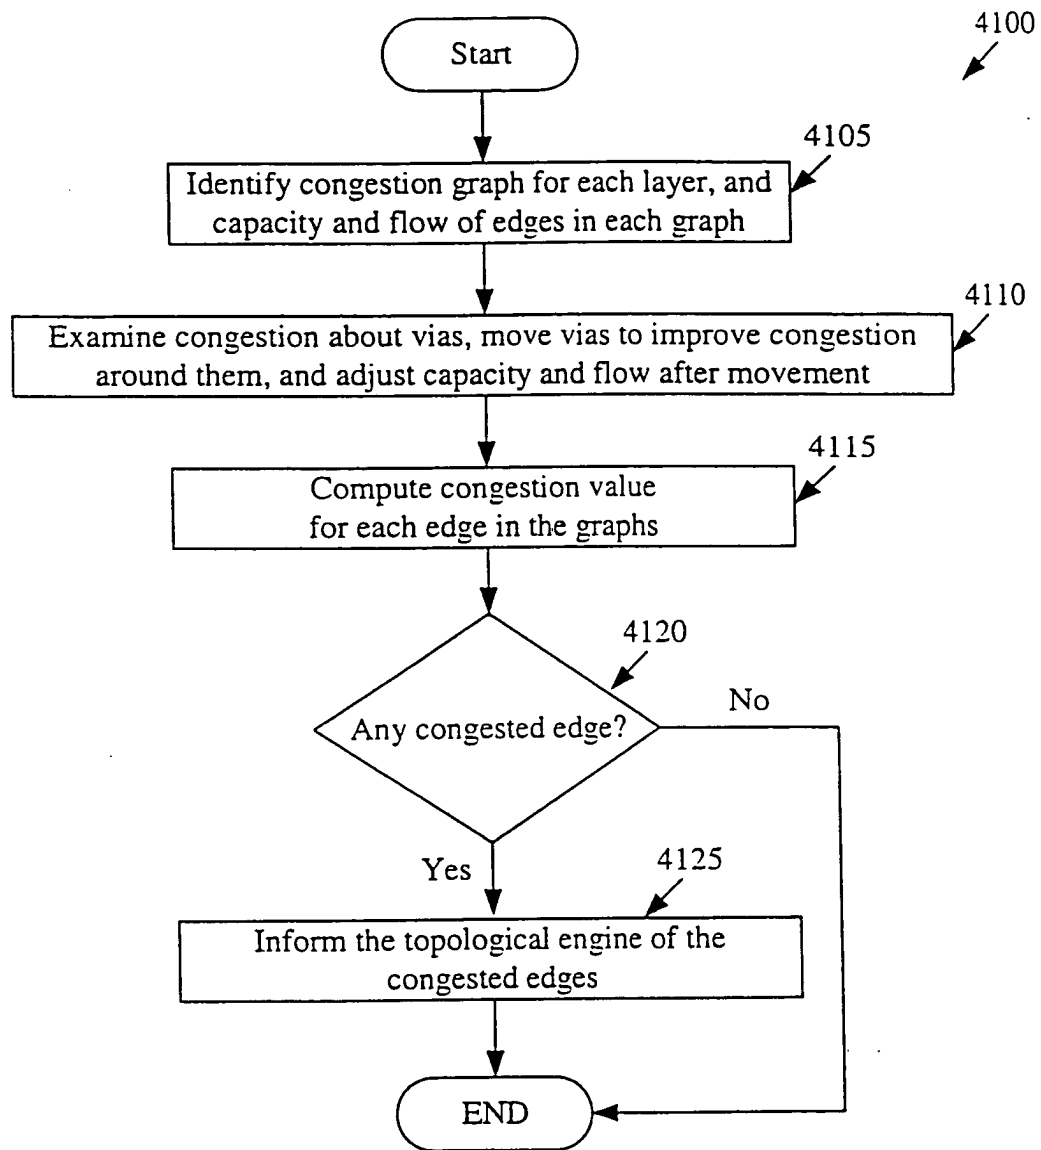 4100
Start
4105
Identify congestion graph for each layer, and
capacity and flow of edges in each graph
4110
Examine congestion about vias, move vias to improve congestion
around them, and adjust capacity and flow after movement
4115
Compute congestion value
for each edge in the graphs
4120
Any congested edge?
No
Yes
4125
Inform the topological engine of the
congested edges
END